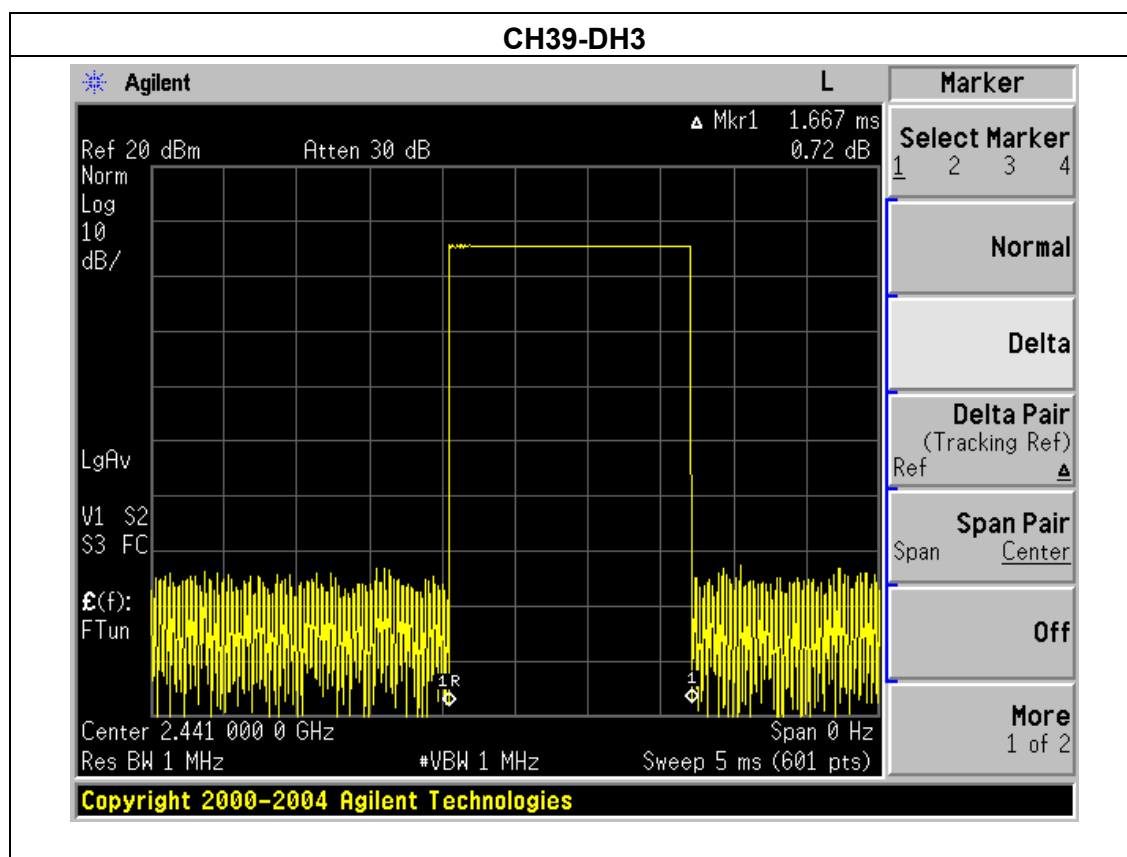 CH39-DH3
Agilent L Marker
Δ Mkr1 1.667 ms
Ref 20 dBm Atten 30 dB 0.72 dB
Norm
Log
10
dB/
LgAv
V1 S2
S3 FC
£(f):
FTun
1R
1
Center 2.441 000 0 GHz Span 0 Hz
Res BW 1 MHz #VBW 1 MHz Sweep 5 ms (601 pts)
Copyright 2000-2004 Agilent Technologies
Select Marker
1 2 3 4
Normal
Delta
Delta Pair
(Tracking Ref)
Ref Δ
Span Pair
Span Center
Off
More
1 of 2